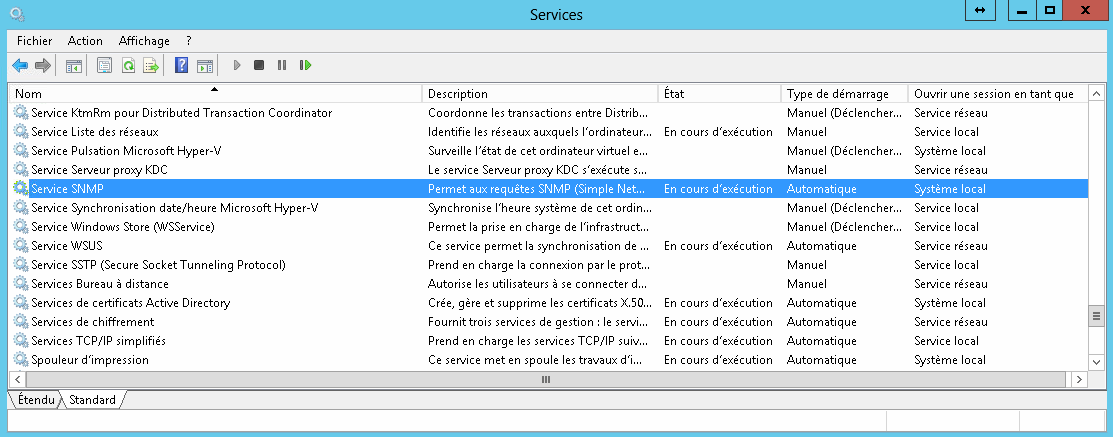 Services
Fichier Action Affichage ?
Nom Description État Type de démarrage Ouvrir une session en tant que
Service KtmRm pour Distributed Transaction Coordinator Coordonne les transactions entre Distrib... Manuel (Déclencher... Service réseau
Service Liste des réseaux Identifie les réseaux auxquels l'ordinateur... En cours d'exécution Manuel Service local
Service Pulsation Microsoft Hyper-V Surveille l'état de cet ordinateur virtuel e... Manuel (Déclencher... Système local
Service Serveur proxy KDC Le service Serveur proxy KDC s'exécute s... Manuel Service réseau
Service SNMP Permet aux requêtes SNMP (Simple Net... En cours d'exécution Automatique Système local
Service Synchronisation date/heure Microsoft Hyper-V Synchronise l'heure système de cet ordin... Manuel (Déclencher... Service local
Service Windows Store (WSService) Permet la prise en charge de l'infrastruct... Manuel (Déclencher... Service local
Service WSUS Ce service permet la synchronisation de ... En cours d'exécution Automatique Service réseau
Service SSTP (Secure Socket Tunneling Protocol) Prend en charge la connexion par le prot... Manuel Service local
Services Bureau à distance Autorise les utilisateurs à se connecter d... Manuel Service réseau
Services de certificats Active Directory Crée, gère et supprime les certificats X.50... En cours d'exécution Automatique Système local
Services de chiffrement Fournit trois services de gestion : le servi... En cours d'exécution Automatique Service réseau
Services TCP/IP simplifiés Prend en charge les services TCP/IP suiv... En cours d'exécution Automatique Service local
Spouleur d'impression Ce service met en spoule les travaux d'i... En cours d'exécution Automatique Système local
Étendu Standard